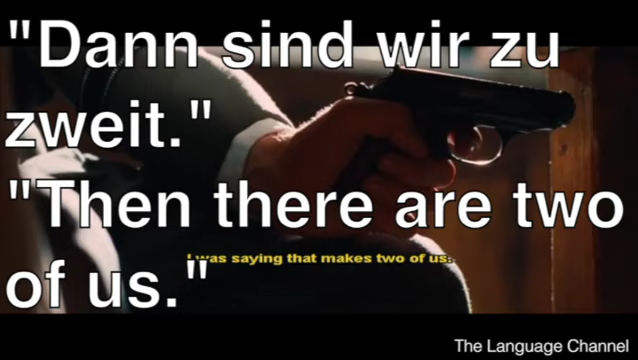 "Dann sind wir zu
zweit."
"Then there are two
of us."
I was saying that makes two of us.
The Language Channel